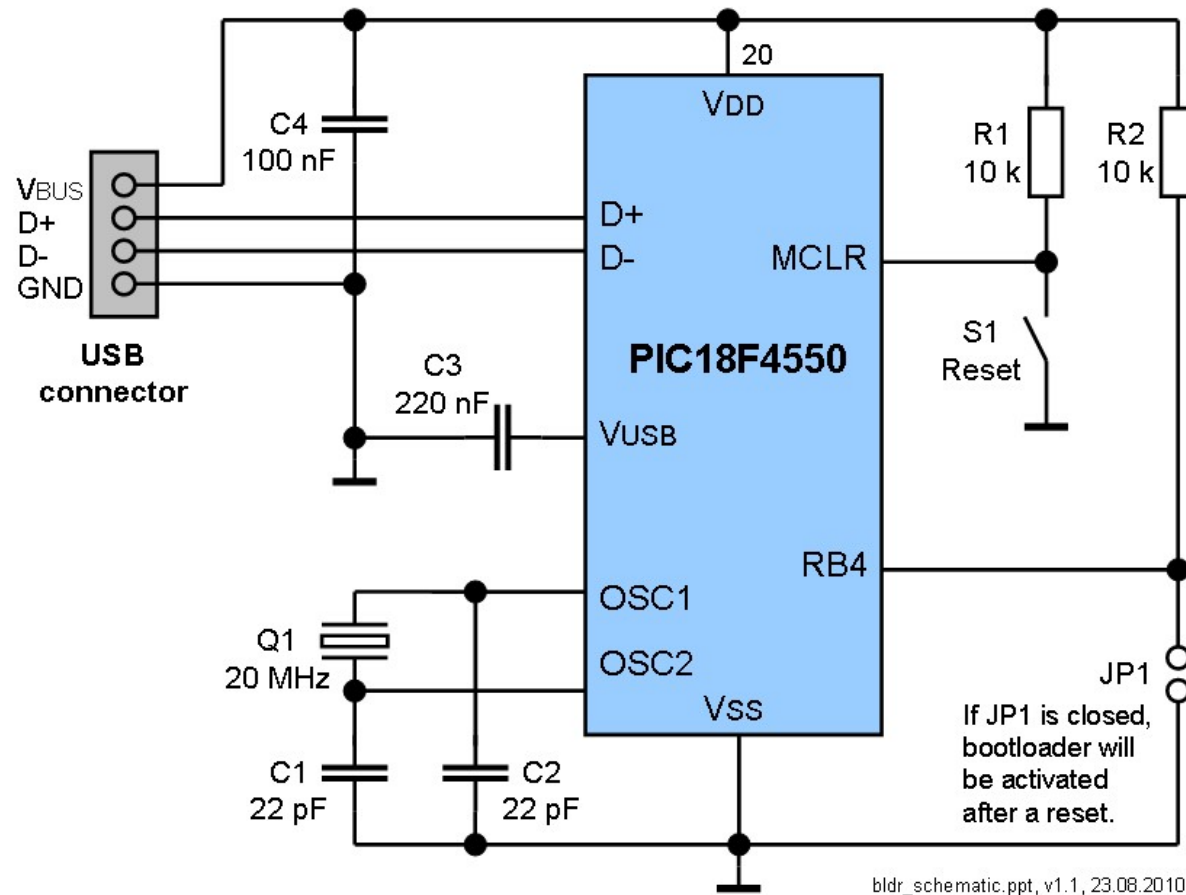 20
VDD
C4
100 nF
R1
10 k
R2
10 k
VBUS
D+
D-
GND
D+
D-
MCLR
USB
connector
PIC18F4550
S1
Reset
C3
220 nF
VUSB
RB4
OSC1
OSC2
Q1
20 MHz
VSS
JP1
If JP1 is closed,
bootloader will
be activated
after a reset.
C1
22 pF
C2
22 pF
bldr_schematic.ppt, v1.1, 23.08.2010